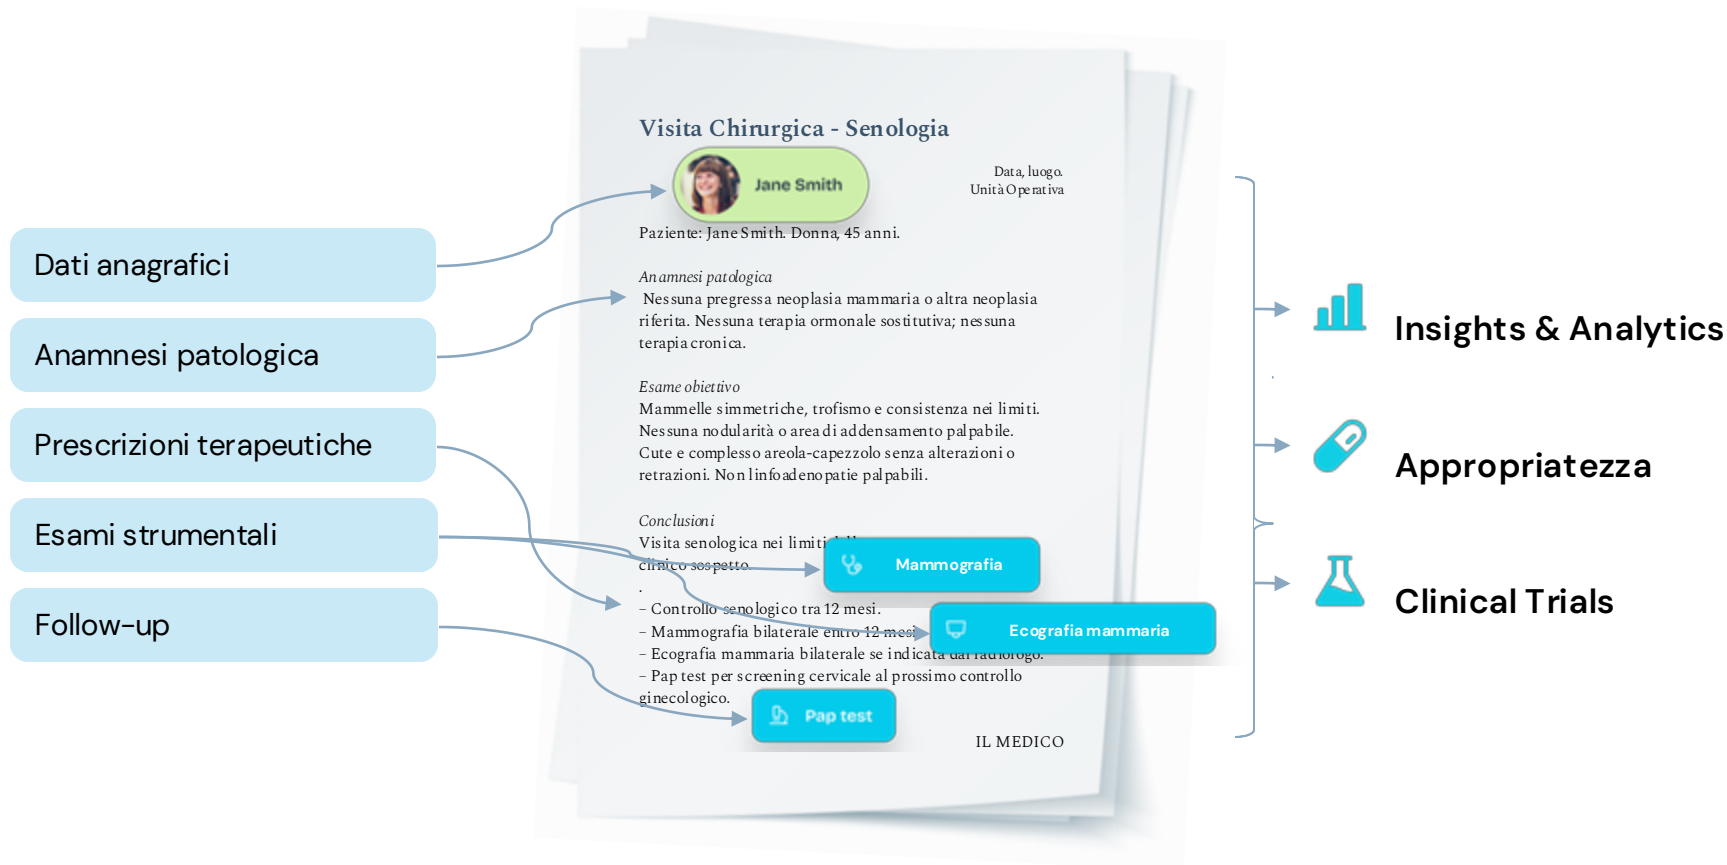 Dati anagrafici
Anamnesi patologica
Prescrizioni terapeutiche
Esami strumentali
Follow-up
Visita Chirurgica - Senologia
Jane Smith
Data, luogo.
Unità Operativa
Paziente: Jane Smith. Donna, 45 anni.
Anamnesi patologica
Nessuna pregressa neoplasia mammaria o altra neoplasia
riferita. Nessuna terapia ormonale sostitutiva; nessuna
terapia cronica.
Esame obiettivo
Mammelle simmetriche, trofismo e consistenza nei limiti.
Nessuna nodularità o area di addensamento palpabile.
Cute e complesso areola-capezzolo senza alterazioni o
retrazioni. Non linfoadenopatie palpabili.
Conclusioni
Visita senologica nei limiti
clinico sospetto.
.
– Controllo senologico tra 12 mesi.
– Mammografia bilaterale entro 12 mesi
– Ecografia mammaria bilaterale se indicata dal radiologo.
– Pap test per screening cervicale al prossimo controllo
ginecologico.
Mammografia
Ecografia mammaria
Pap test
IL MEDICO
Insights & Analytics
Appropriatezza
Clinical Trials